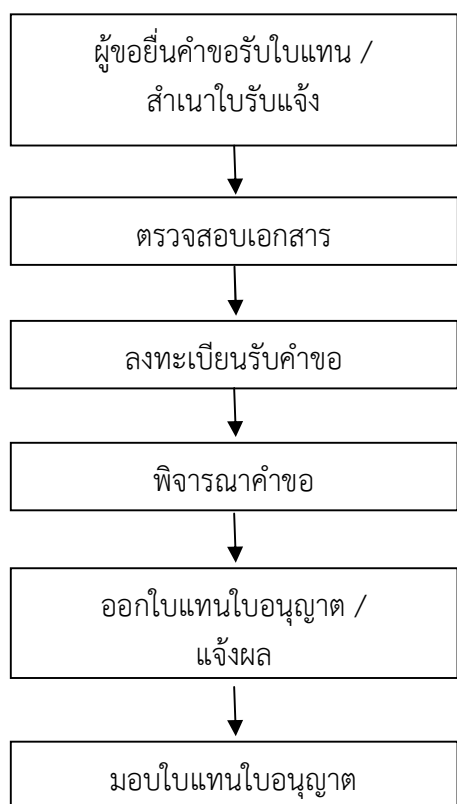 ผู้ขอยื่นคำขอรับใบแทน /
สำเนาใบรับแจ้ง
ตรวจสอบเอกสาร
ลงทะเบียนรับคำขอ
พิจารณาคำขอ
ออกใบแทนใบอนุญาต /
แจ้งผล
มอบใบแทนใบอนุญาต